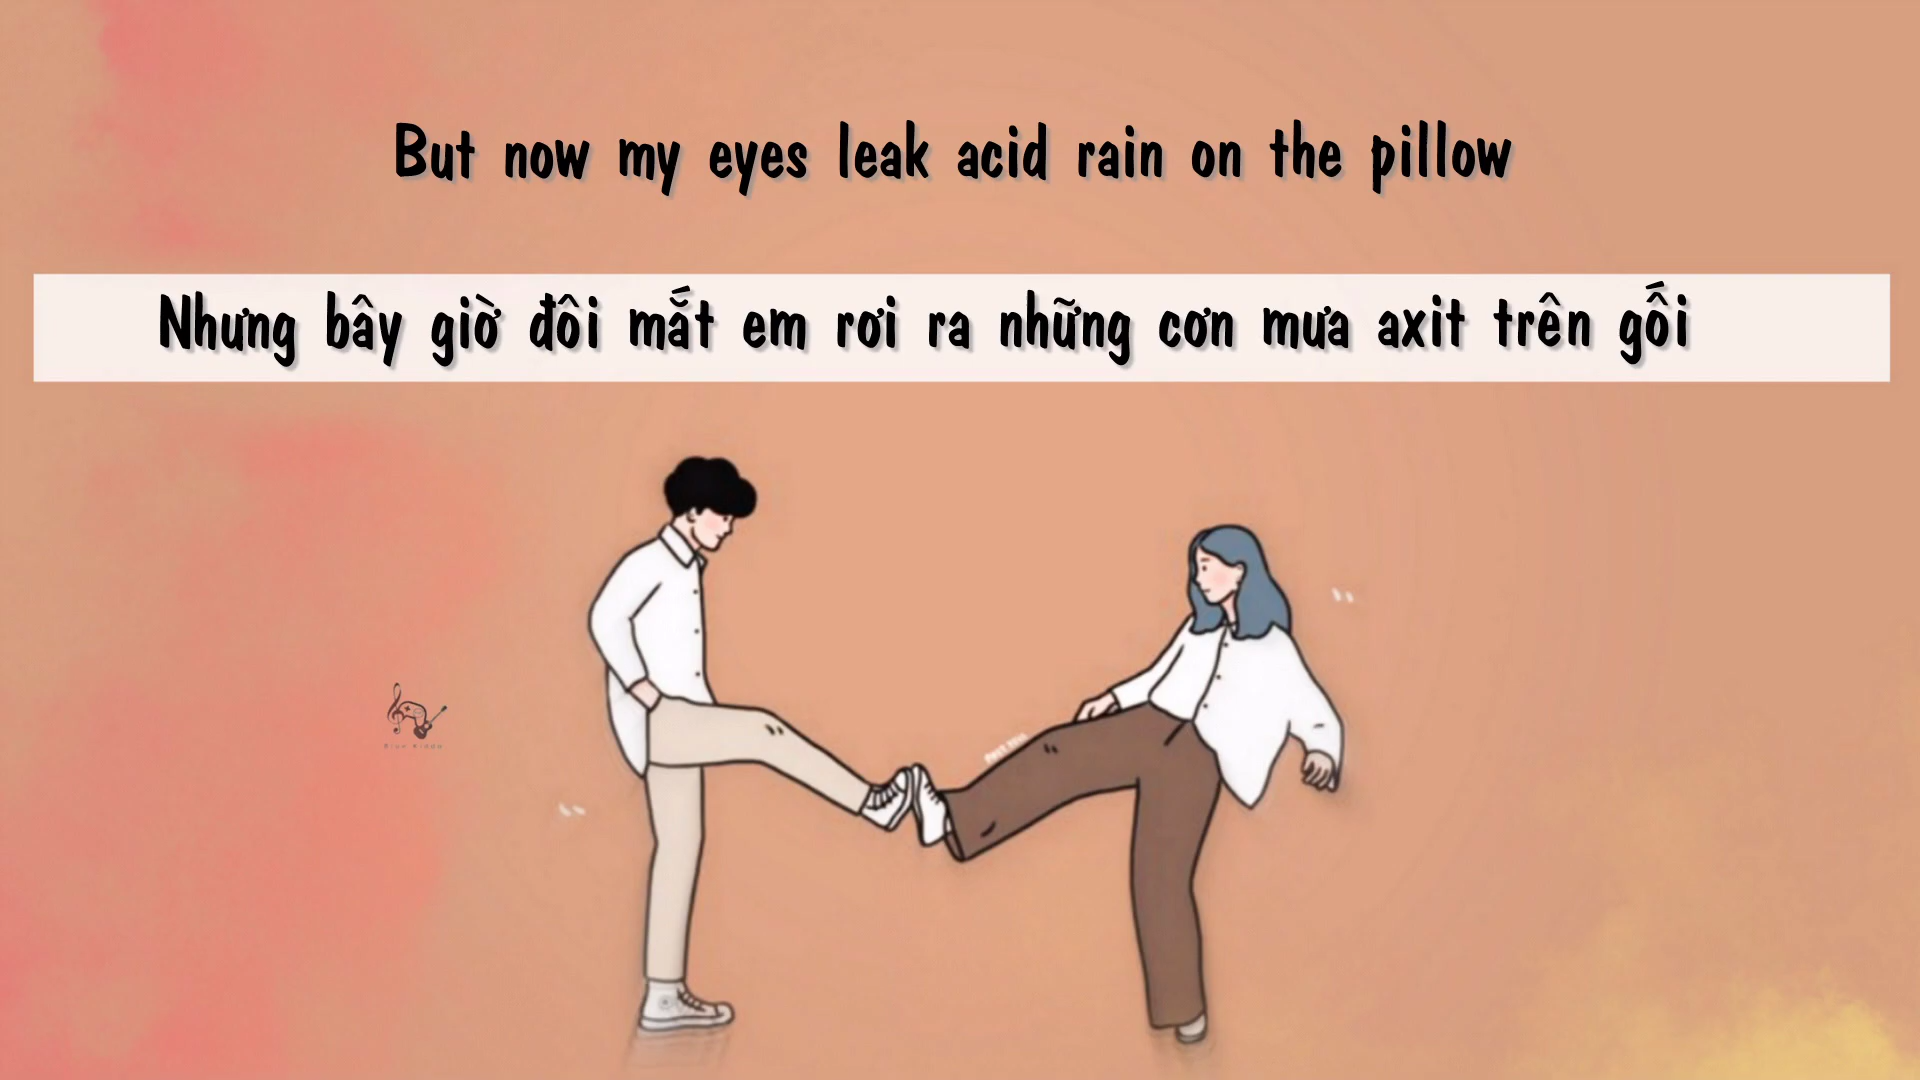 But now my eyes leak acid rain on the pillow
Nhưng bây giờ đôi mắt em rơi ra những cơn mưa axit trên gối